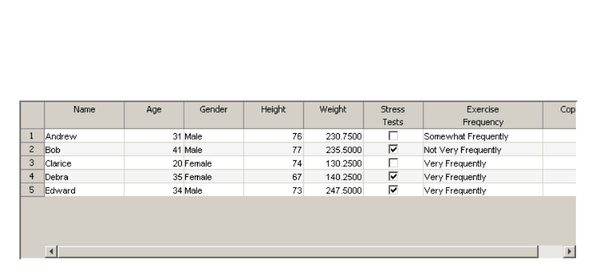 Name Age Gender Height Weight Stress Tests Exercise Frequency Cop
1 Andrew 31 Male 76 230.7500 Somewhat Frequently
2 Bob 41 Male 77 235.5000 Not Very Frequently
3 Clarice 20 Female 74 130.2500 Very Frequently
4 Debra 35 Female 67 140.2500 Very Frequently
5 Edward 34 Male 73 247.5000 Very Frequently